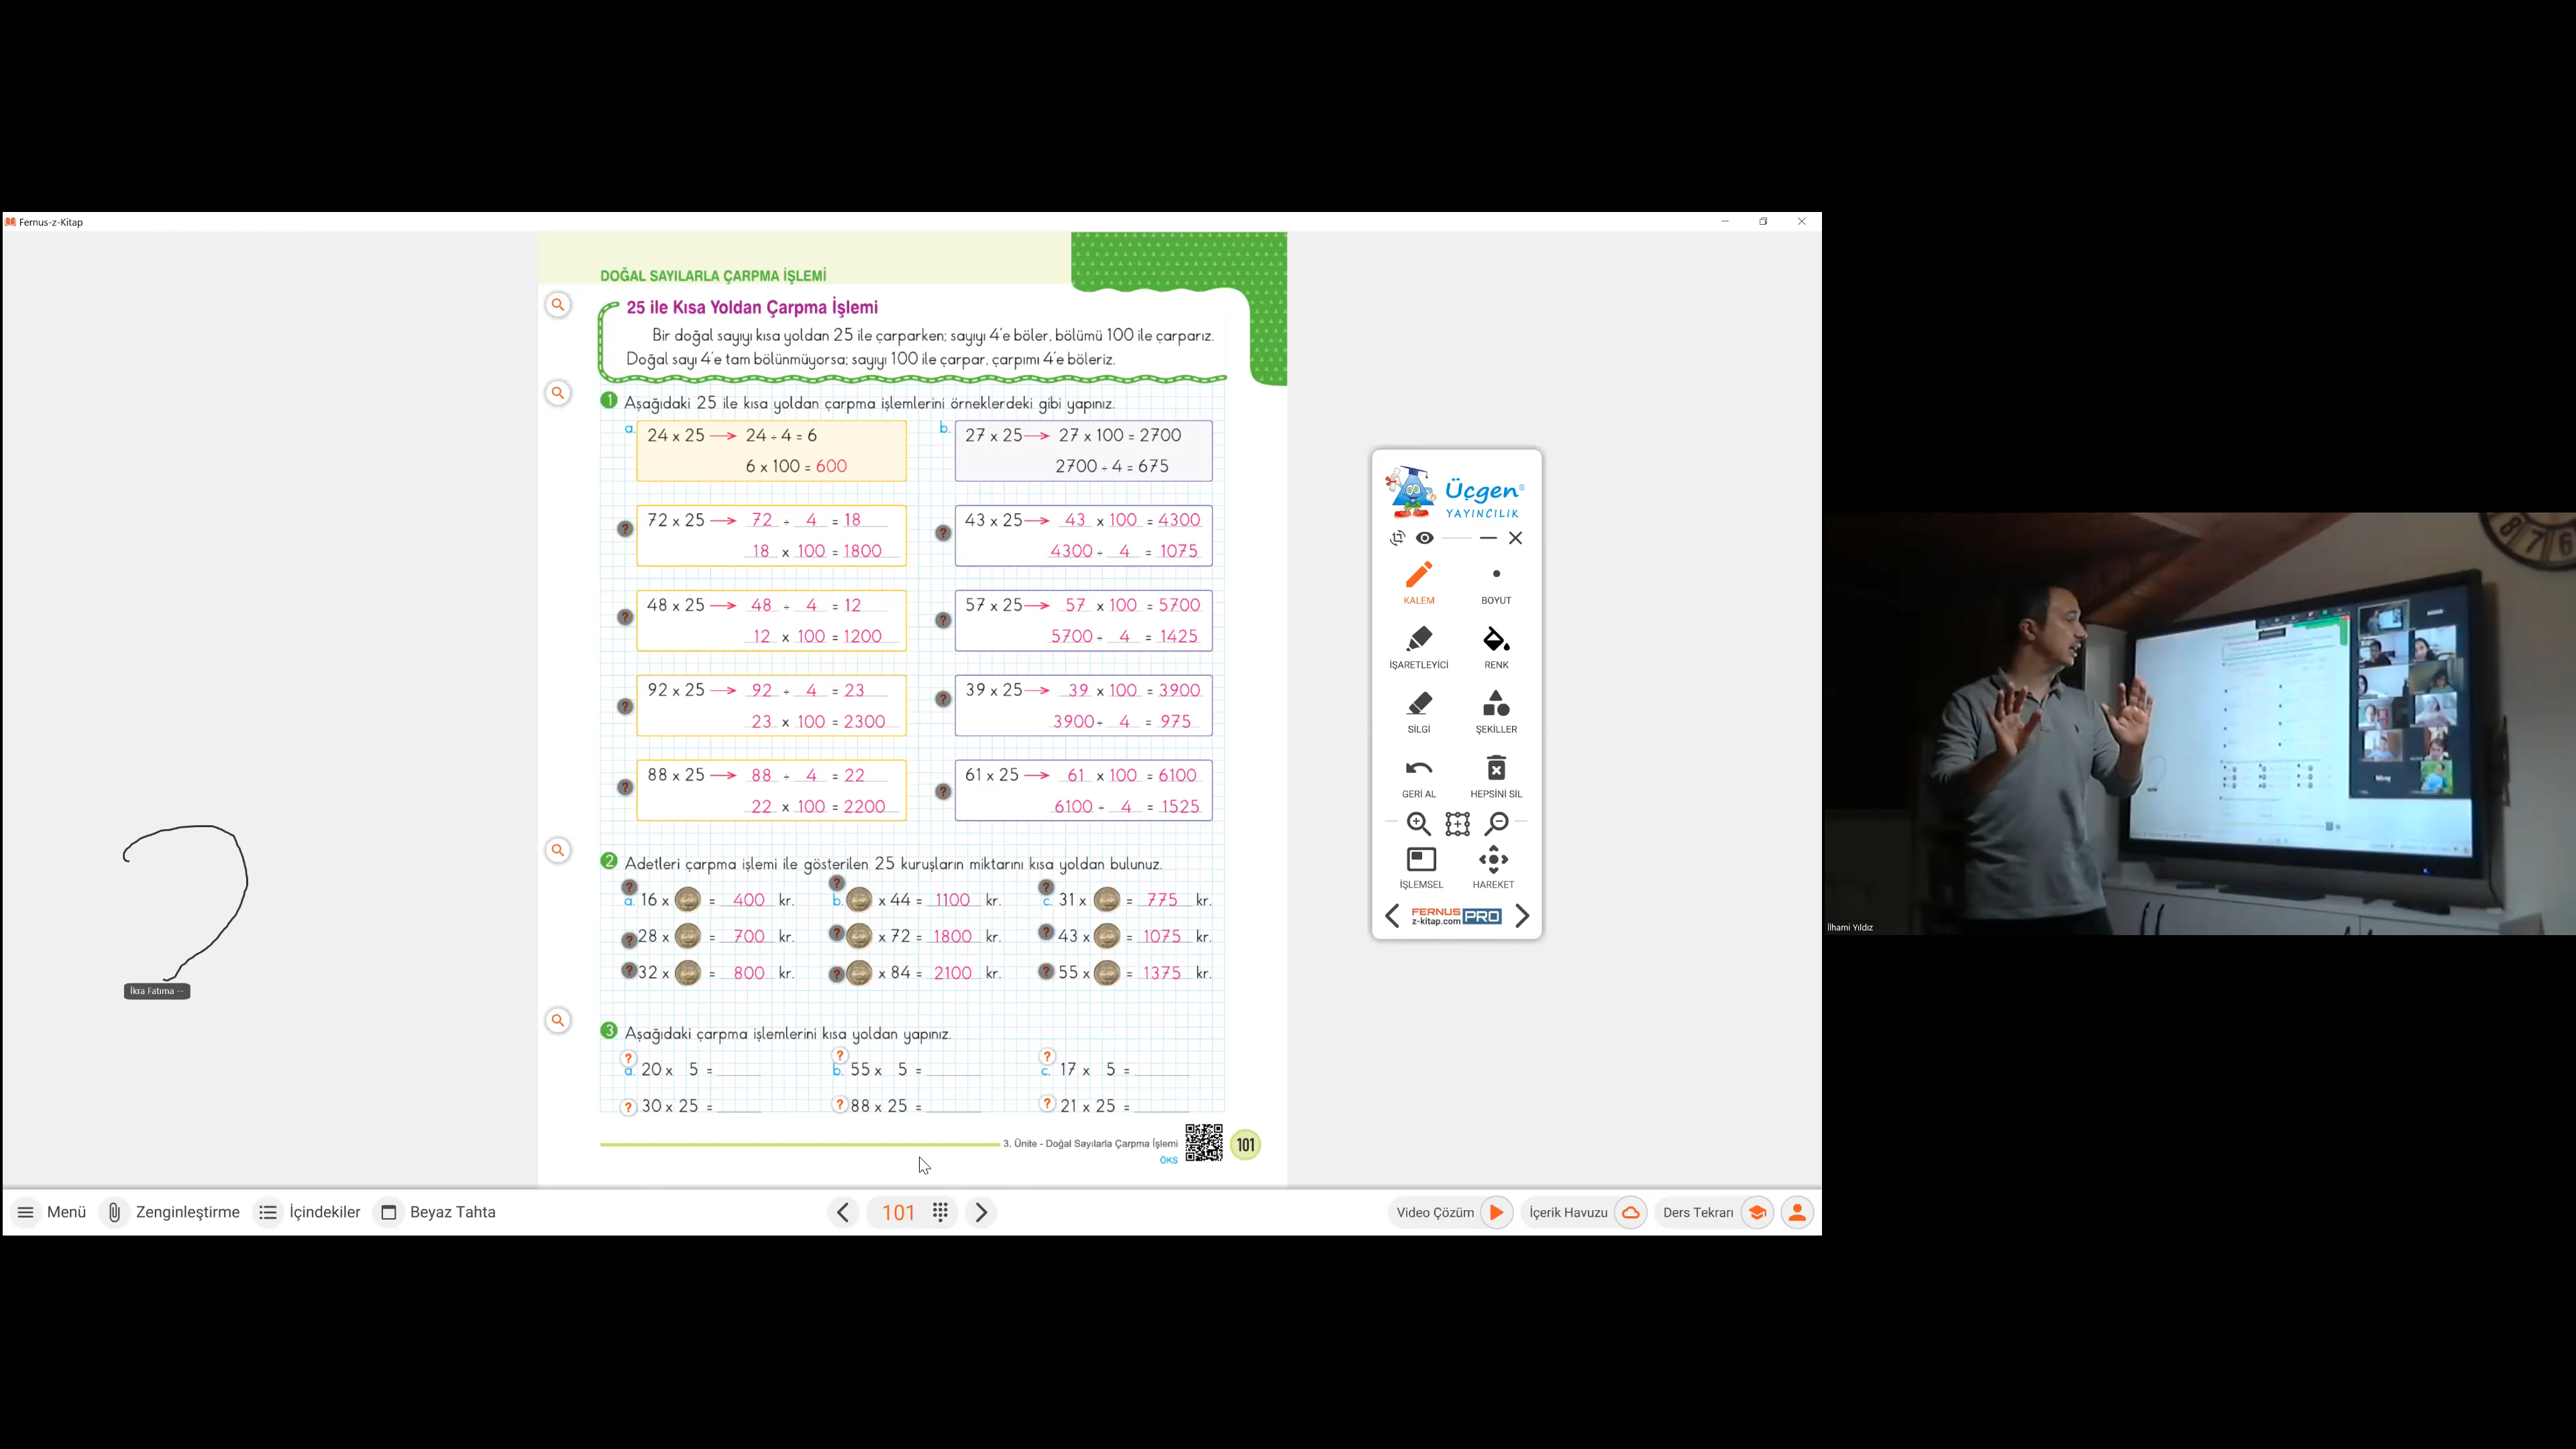 Fernus-z-Kitap
DOĞAL SAYILARLA ÇARPMA İŞLEMİ
25 ile Kısa Yoldan Çarpma İşlemi
Bir doğal sayıyı kısa yoldan 25 ile çarparken; sayıyı 4'e böler, bölümü 100 ile çarparız.
Doğal sayı 4'e tam bölünmüyorsa; sayıyı 100 ile çarpar, çarpımı 4'e böleriz.
1 Aşağıdaki 25 ile kısa yoldan çarpma işlemlerini örneklerdeki gibi yapınız.
a. 24 x 25 → 24 ÷ 4 = 6
6 x 100 = 600
b. 27 x 25 → 27 x 100 = 2700
2700 ÷ 4 = 675
? 72 x 25 → 72 ÷ 4 = 18
18 x 100 = 1800
? 43 x 25 → 43 x 100 = 4300
4300 ÷ 4 = 1075
? 48 x 25 → 48 ÷ 4 = 12
12 x 100 = 1200
? 57 x 25 → 57 x 100 = 5700
5700 ÷ 4 = 1425
? 92 x 25 → 92 ÷ 4 = 23
23 x 100 = 2300
? 39 x 25 → 39 x 100 = 3900
3900 ÷ 4 = 975
? 88 x 25 → 88 ÷ 4 = 22
22 x 100 = 2200
? 61 x 25 → 61 x 100 = 6100
6100 ÷ 4 = 1525
2 Adetleri çarpma işlemi ile gösterilen 25 kuruşların miktarını kısa yoldan bulunuz.
? a. 16 x = 400 kr. ? b. x 44 = 1100 kr. ? c. 31 x = 775 kr.
? 28 x = 700 kr. ? x 72 = 1800 kr. ? 43 x = 1075 kr.
? 32 x = 800 kr. ? x 84 = 2100 kr. ? 55 x = 1375 kr.
3 Aşağıdaki çarpma işlemlerini kısa yoldan yapınız.
? a. 20 x 5 = ? b. 55 x 5 = ? c. 17 x 5 =
? 30 x 25 = ? 88 x 25 = ? 21 x 25 =
3. Ünite - Doğal Sayılarla Çarpma İşlemi
ÖKS
101
İkra Fatıma --
Üçgen®
YAYINCILIK
KALEM BOYUT
İŞARETLEYİCİ RENK
SİLGİ ŞEKİLLER
GERİ AL HEPSİNİ SİL
İŞLEMSEL HAREKET
FERNUS
z-kitap.com PRO
İlhami Yıldız
8 7 6
Menü Zenginleştirme İçindekiler Beyaz Tahta 101 Video Çözüm İçerik Havuzu Ders Tekrarı